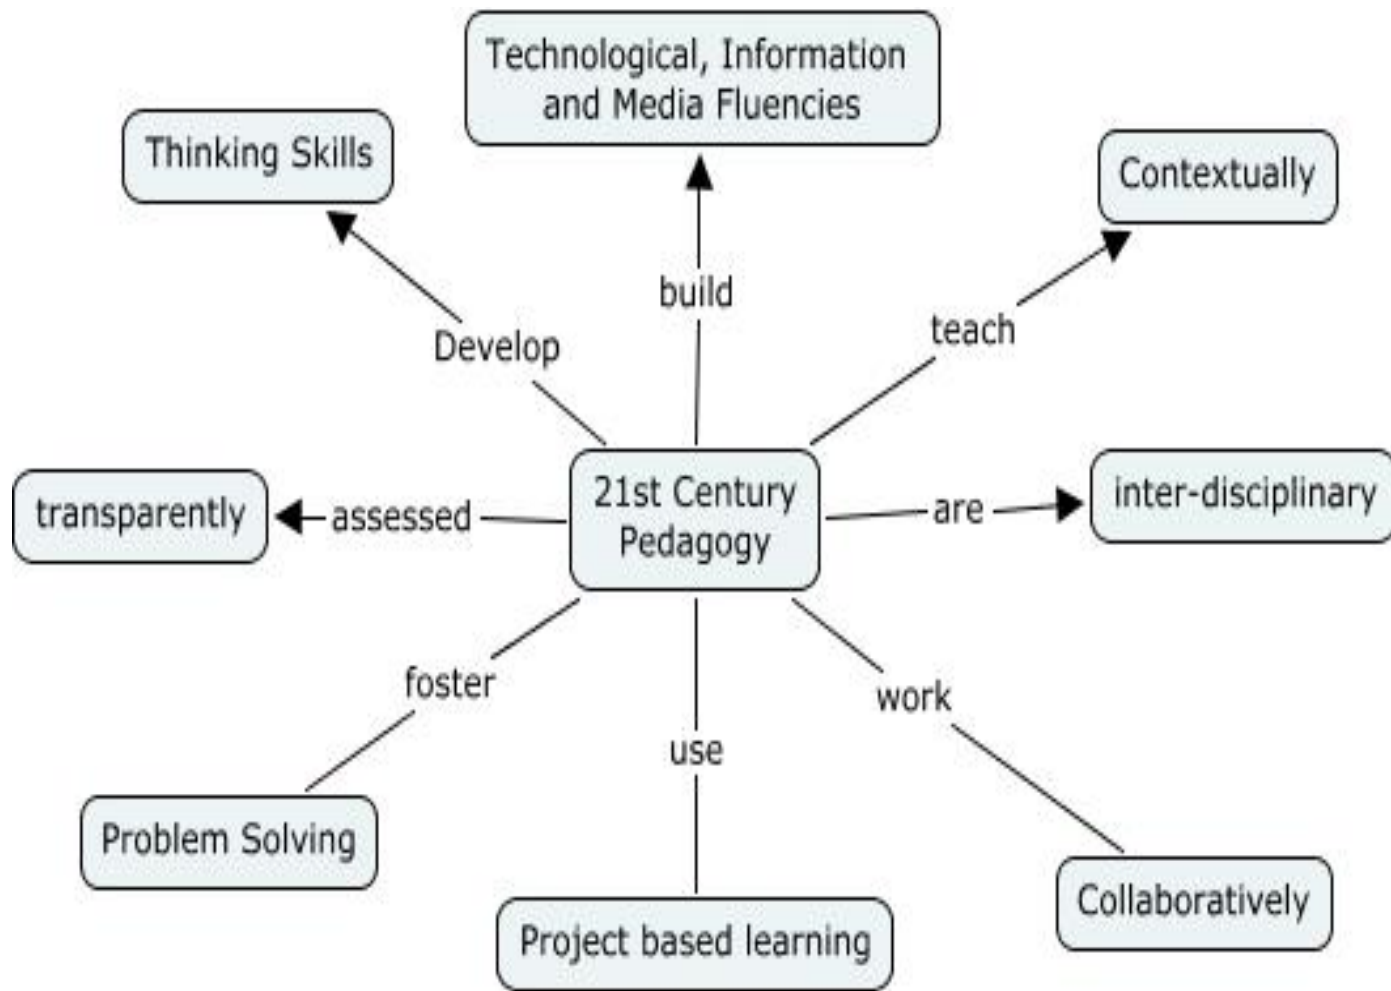 Technological, Information
and Media Fluencies
Thinking Skills
Contextually
build
teach
Develop
21st Century
Pedagogy
transparently
assessed
are
inter-disciplinary
foster
work
use
Problem Solving
Collaboratively
Project based learning